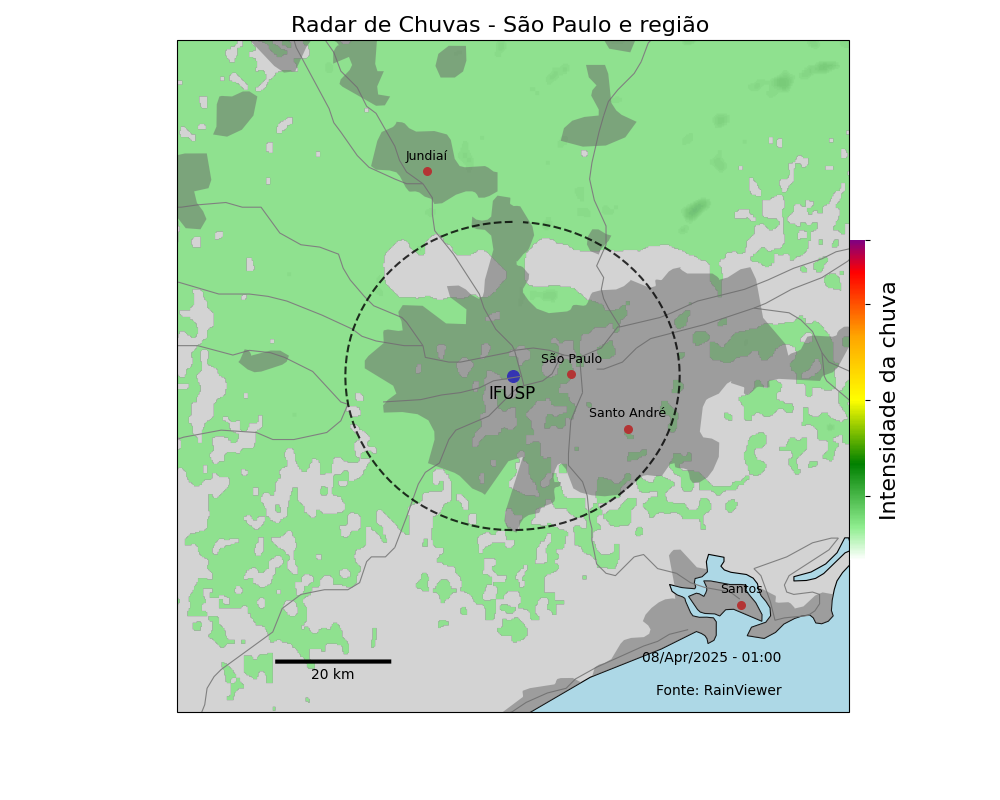 Radar de Chuvas - São Paulo e região
Jundiaí
São Paulo
IFUSP
Santo André
Santos
08/Apr/2025 - 01:00
20 km
Fonte: RainViewer
Intensidade da chuva